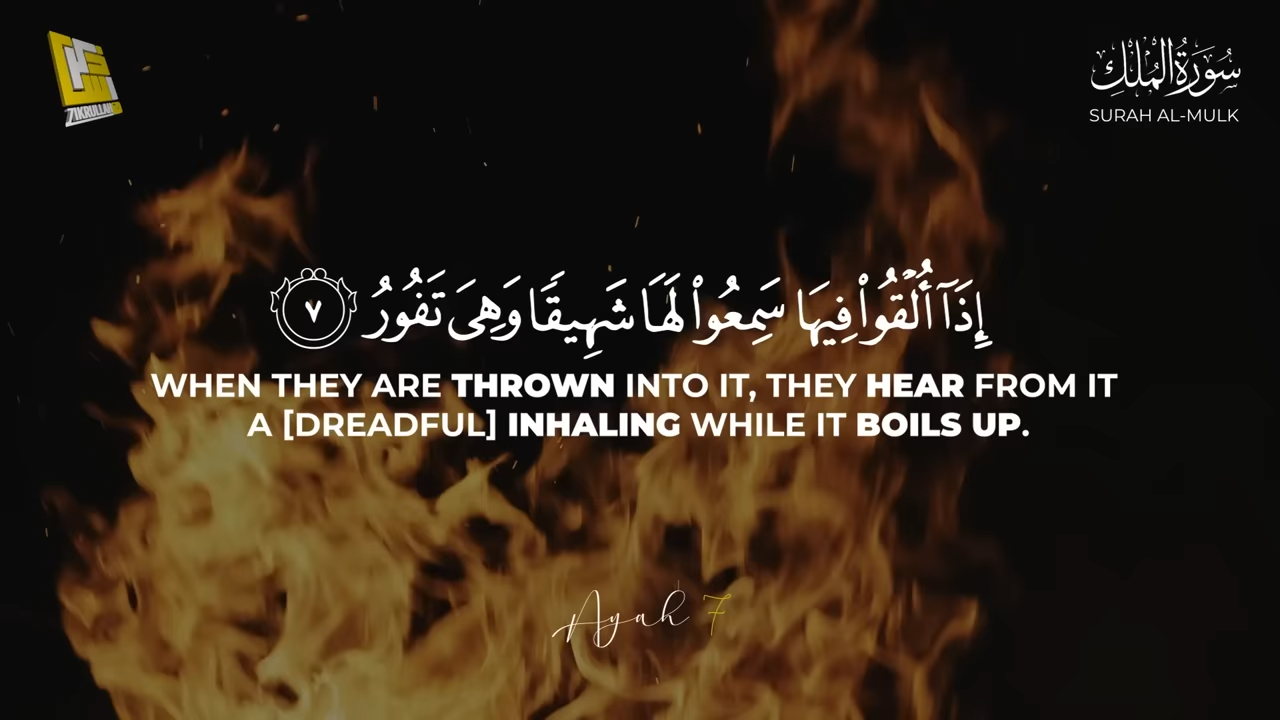 ZIKRULLAH
سُورَةُ الْمُلْكِ
SURAH AL-MULK
إِذَآ أُلْقُوا۟ فِيهَا سَمِعُوا۟ لَهَا شَهِيقًا وَهِىَ تَفُورُ ٧
WHEN THEY ARE THROWN INTO IT, THEY HEAR FROM IT
A [DREADFUL] INHALING WHILE IT BOILS UP.
Ayah 7